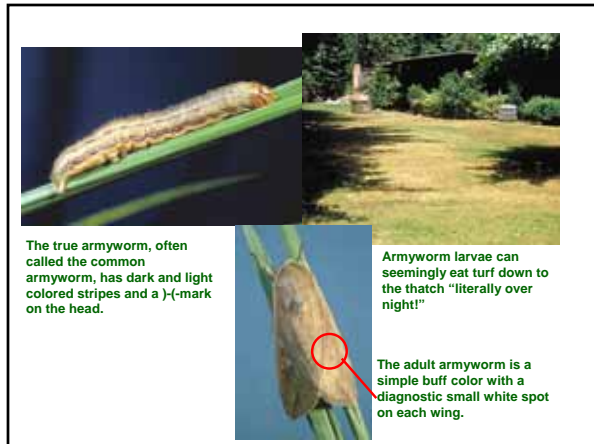 The true armyworm, often
called the common
armyworm, has dark and light
colored stripes and a )-(-mark
on the head.
Armyworm larvae can
seemingly eat turf down to
the thatch “literally over
night!”
The adult armyworm is a
simple buff color with a
diagnostic small white spot
on each wing.